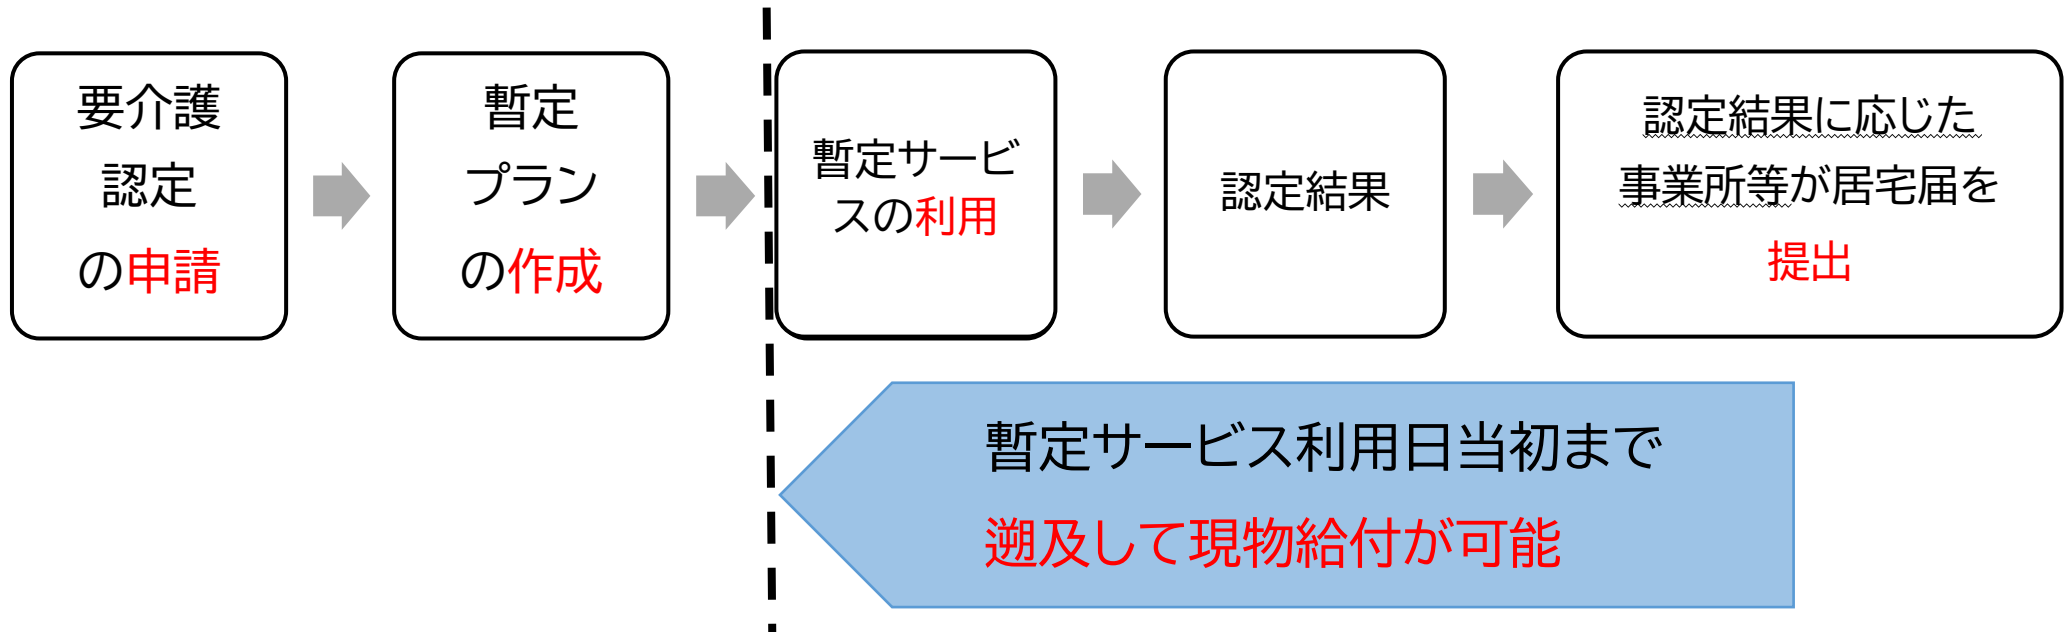 要介護
認定
の申請
暫定
プラン
の作成
暫定サービ
スの利用
認定結果
認定結果に応じた
事業所等が居宅届を
提出
暫定サービス利用日当初まで
遡及して現物給付が可能